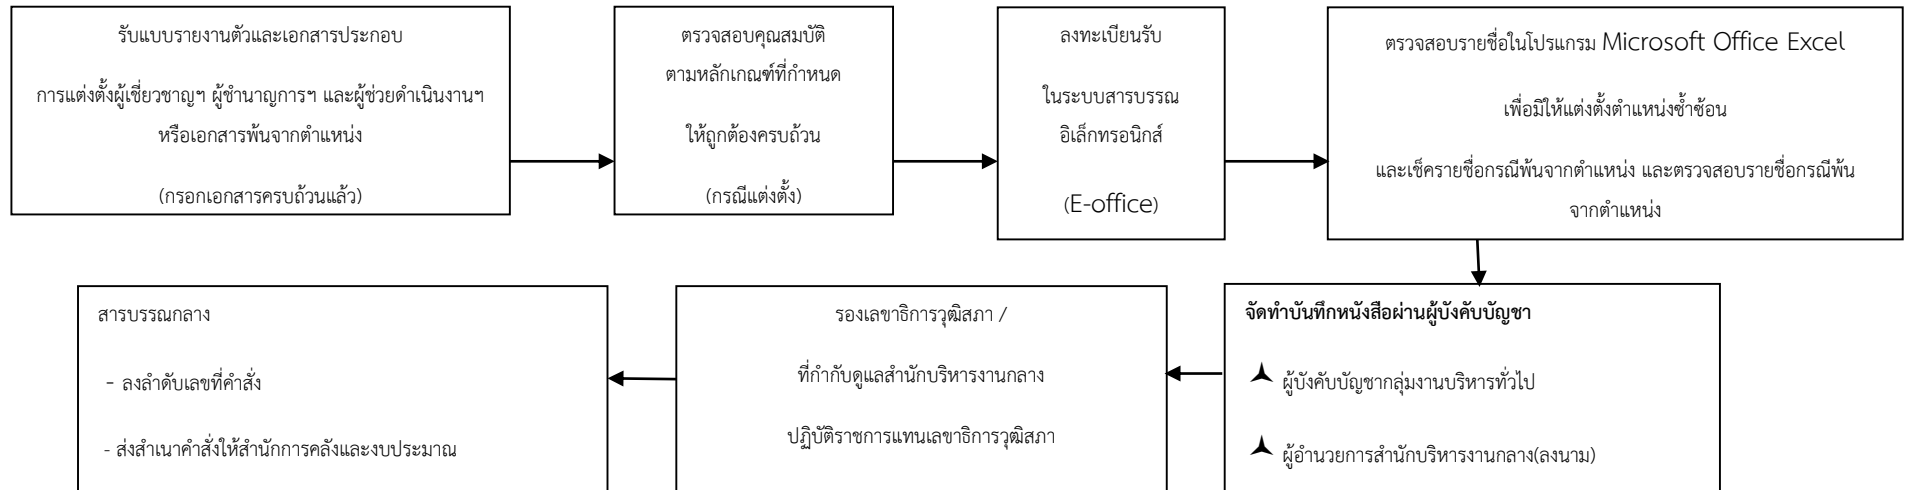 รับแบบรายงานตัวและเอกสารประกอบ
การแต่งตั้งผู้เชี่ยวชาญฯ ผู้ชำนาญการฯ และผู้ช่วยดำเนินงานฯ
หรือเอกสารพ้นจากตำแหน่ง
(กรอกเอกสารครบถ้วนแล้ว)
ตรวจสอบคุณสมบัติ
ตามหลักเกณฑ์ที่กำหนด
ให้ถูกต้องครบถ้วน
(กรณีแต่งตั้ง)
ลงทะเบียนรับ
ในระบบสารบรรณ
อิเล็กทรอนิกส์
(E-office)
ตรวจสอบรายชื่อในโปรแกรม Microsoft Office Excel
เพื่อมิให้แต่งตั้งตำแหน่งซ้ำซ้อน
และเช็ครายชื่อกรณีพ้นจากตำแหน่ง และตรวจสอบรายชื่อกรณีพ้น
จากตำแหน่ง
จัดทำบันทึกหนังสือผ่านผู้บังคับบัญชา
ผู้บังคับบัญชากลุ่มงานบริหารทั่วไป
ผู้อำนวยการสำนักบริหารงานกลาง(ลงนาม)
รองเลขาธิการวุฒิสภา /
ที่กำกับดูแลสำนักบริหารงานกลาง
ปฏิบัติราชการแทนเลขาธิการวุฒิสภา
สารบรรณกลาง
- ลงลำดับเลขที่คำสั่ง
- ส่งสำเนาคำสั่งให้สำนักการคลังและงบประมาณ